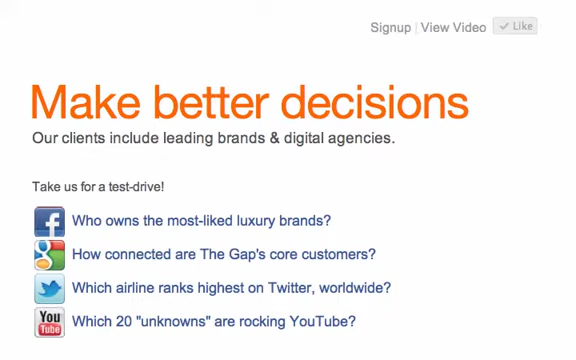 Signup | View Video Like
Make better decisions
Our clients include leading brands & digital agencies.
Take us for a test-drive!
Who owns the most-liked luxury brands?
How connected are The Gap's core customers?
Which airline ranks highest on Twitter, worldwide?
You Tube Which 20 "unknowns" are rocking YouTube?